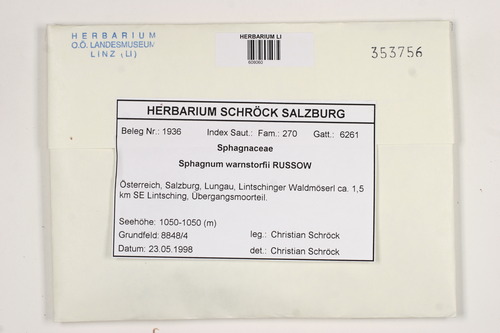 HERBARIUM
O.Ö. LANDESMUSEUM
LINZ (LI)
HERBARIUM LI
353756
HERBARIUM SCHRÖCK SALZBURG
Beleg Nr.: 1936 Index Saut.: Fam.: 270 Gatt.: 6261
Sphagnaceae
Sphagnum warnstorfii RUSSOW
Österreich, Salzburg, Lungau, Lintschinger Waldmöserl ca. 1,5
km SE Lintsching, Übergangsmoorteil.
Seehöhe: 1050-1050 (m)
Grundfeld: 8848/4 leg.: Christian Schröck
Datum: 23.05.1998 det.: Christian Schröck